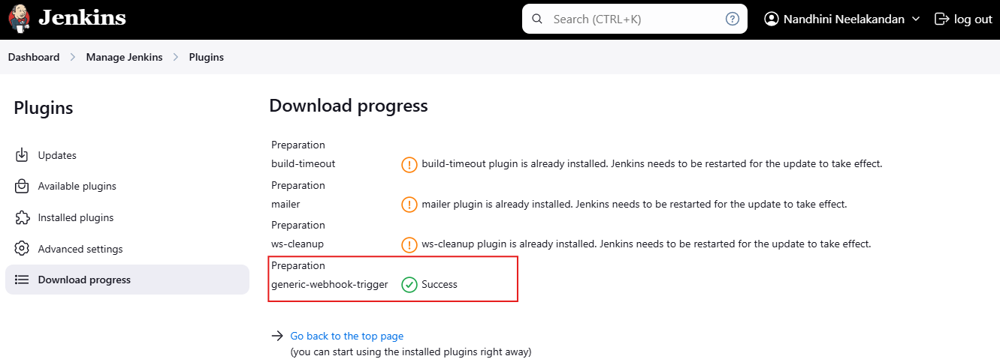 Jenkins
Search (CTRL+K)
Nandhini Neelakandan
log out
Dashboard
Manage Jenkins
Plugins
Plugins
Updates
Available plugins
Installed plugins
Advanced settings
Download progress
Download progress
Preparation
build-timeout build-timeout plugin is already installed. Jenkins needs to be restarted for the update to take effect.
Preparation
mailer mailer plugin is already installed. Jenkins needs to be restarted for the update to take effect.
Preparation
ws-cleanup ws-cleanup plugin is already installed. Jenkins needs to be restarted for the update to take effect.
Preparation
generic-webhook-trigger Success
Go back to the top page
(you can start using the installed plugins right away)